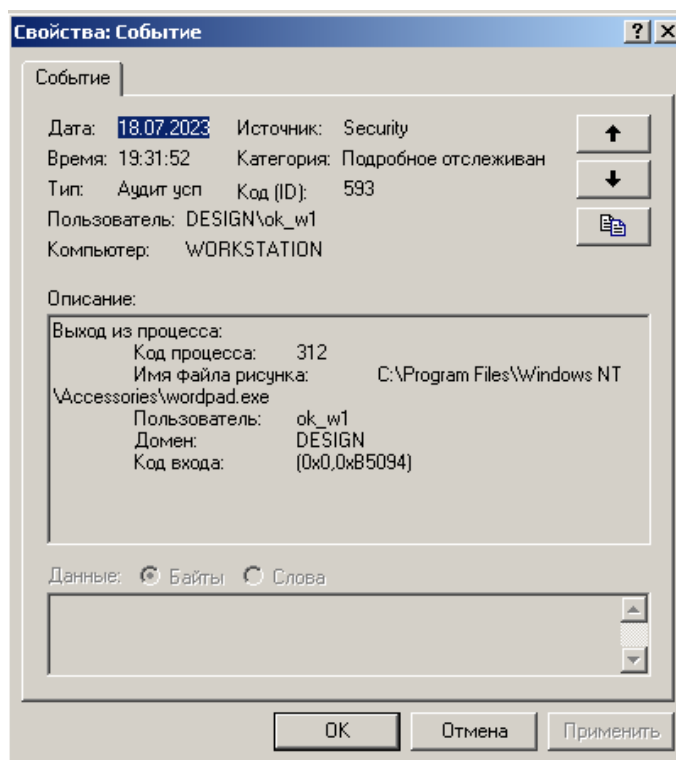 Свойства: Событие
Событие
Дата: 18.07.2023 Источник: Security
Время: 19:31:52 Категория: Подробное отслеживан
Тип: Аудит усп Код (ID): 593
Пользователь: DESIGN\ok_w1
Компьютер: WORKSTATION
Описание:
Выход из процесса:
Код процесса: 312
Имя файла рисунка: C:\Program Files\Windows NT
\Accessories\wordpad.exe
Пользователь: ok_w1
Домен: DESIGN
Код входа: (0x0,0xB5094)
Данные: Байты Слова
OK Отмена Применить